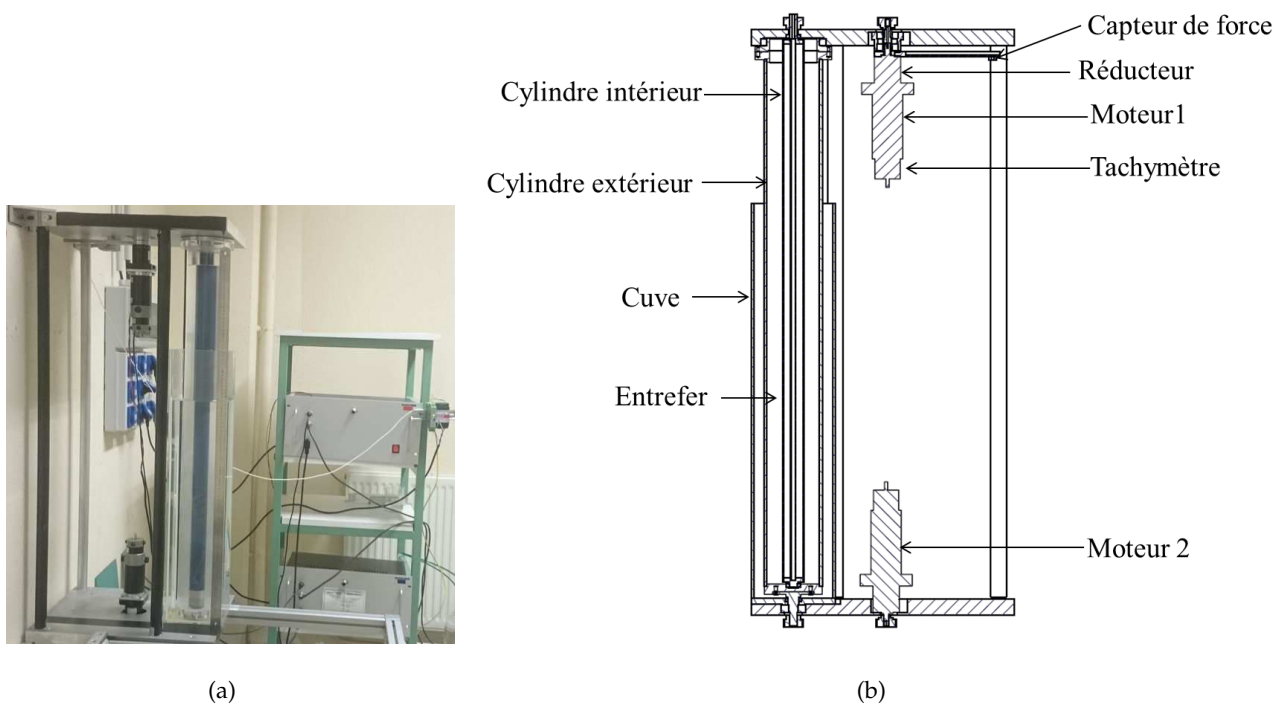 Capteur de force
Réducteur
Cylindre intérieur
Moteur1
Tachymètre
Cylindre extérieur
Cuve
Entrefer
Moteur 2
(a)
(b)